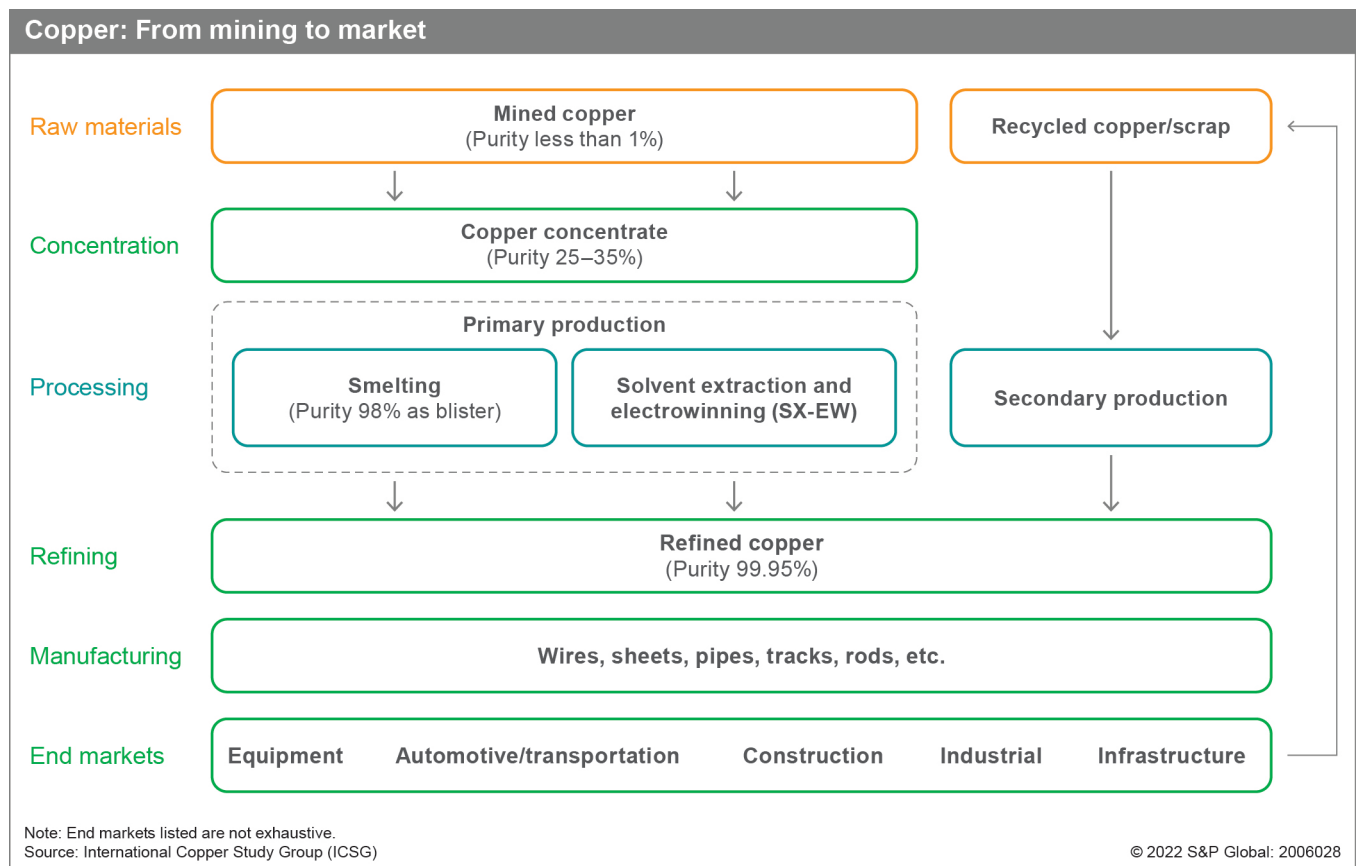 Copper: From mining to market
Raw materials
Mined copper
(Purity less than 1%)
Recycled copper/scrap
Concentration
Copper concentrate
(Purity 25–35%)
Primary production
Processing
Smelting
(Purity 98% as blister)
Solvent extraction and
electrowinning (SX-EW)
Secondary production
Refining
Refined copper
(Purity 99.95%)
Manufacturing
Wires, sheets, pipes, tracks, rods, etc.
End markets
Equipment
Automotive/transportation
Construction
Industrial
Infrastructure
Note: End markets listed are not exhaustive.
Source: International Copper Study Group (ICSG)
© 2022 S&P Global: 2006028